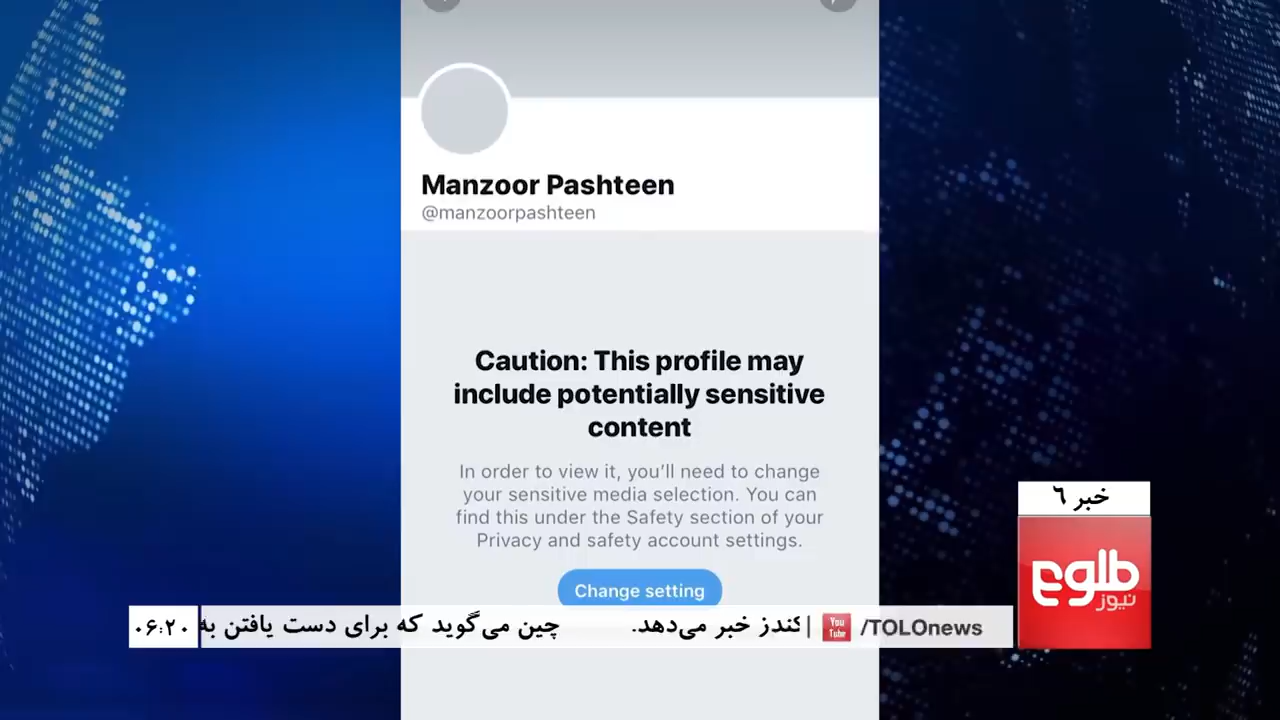 Manzoor Pashteen
@manzoorpashteen
Caution: This profile may
include potentially sensitive
content
In order to view it, you'll need to change
your sensitive media selection. You can
find this under the Safety section of your
Privacy and safety account settings.
Change setting
خبر ٦
طلوع
نیوز
/TOLOnews
You
Tube
کندز خبر می‌دهد.
چین می‌گوید که برای دست یافتن به
۰۶:۲۰